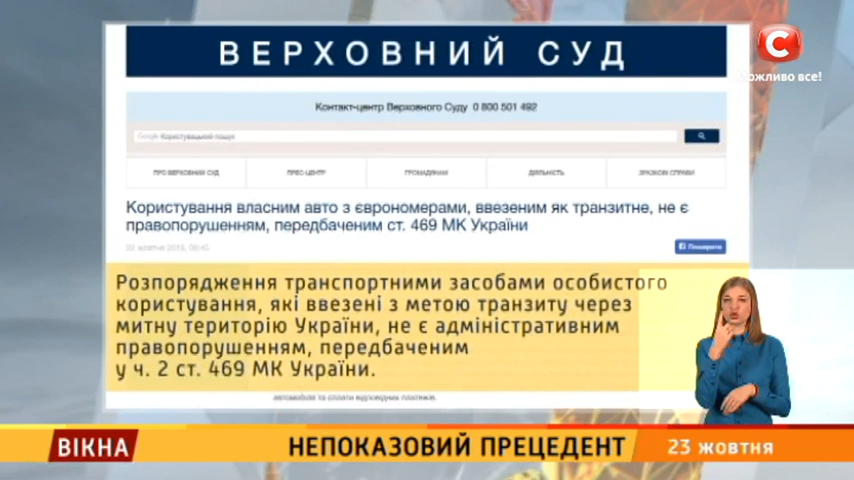 ВЕРХОВНИЙ СУД
С
можливо все!
Контакт-центр Верховного Суду 0 800 501 492
Google Користувацький пошук
ПРО ВЕРХОВНИЙ СУД ПРЕС-ЦЕНТР ГРОМАДЯНАМ ДІЯЛЬНІСТЬ ЗРАЗКОВІ СПРАВИ
Користування власним авто з єврономерами, ввезеним як транзитне, не є
правопорушенням, передбаченим ст. 469 МК України
Поширити
Розпорядження транспортними засобами особистого
користування, які ввезені з метою транзиту через
митну територію України, не є адміністративним
правопорушенням, передбаченим
у ч. 2 ст. 469 МК України.
автомобіля та сплати відповідних платежів.
ВІКНА НЕПОКАЗОВИЙ ПРЕЦЕДЕНТ 23 жовтня